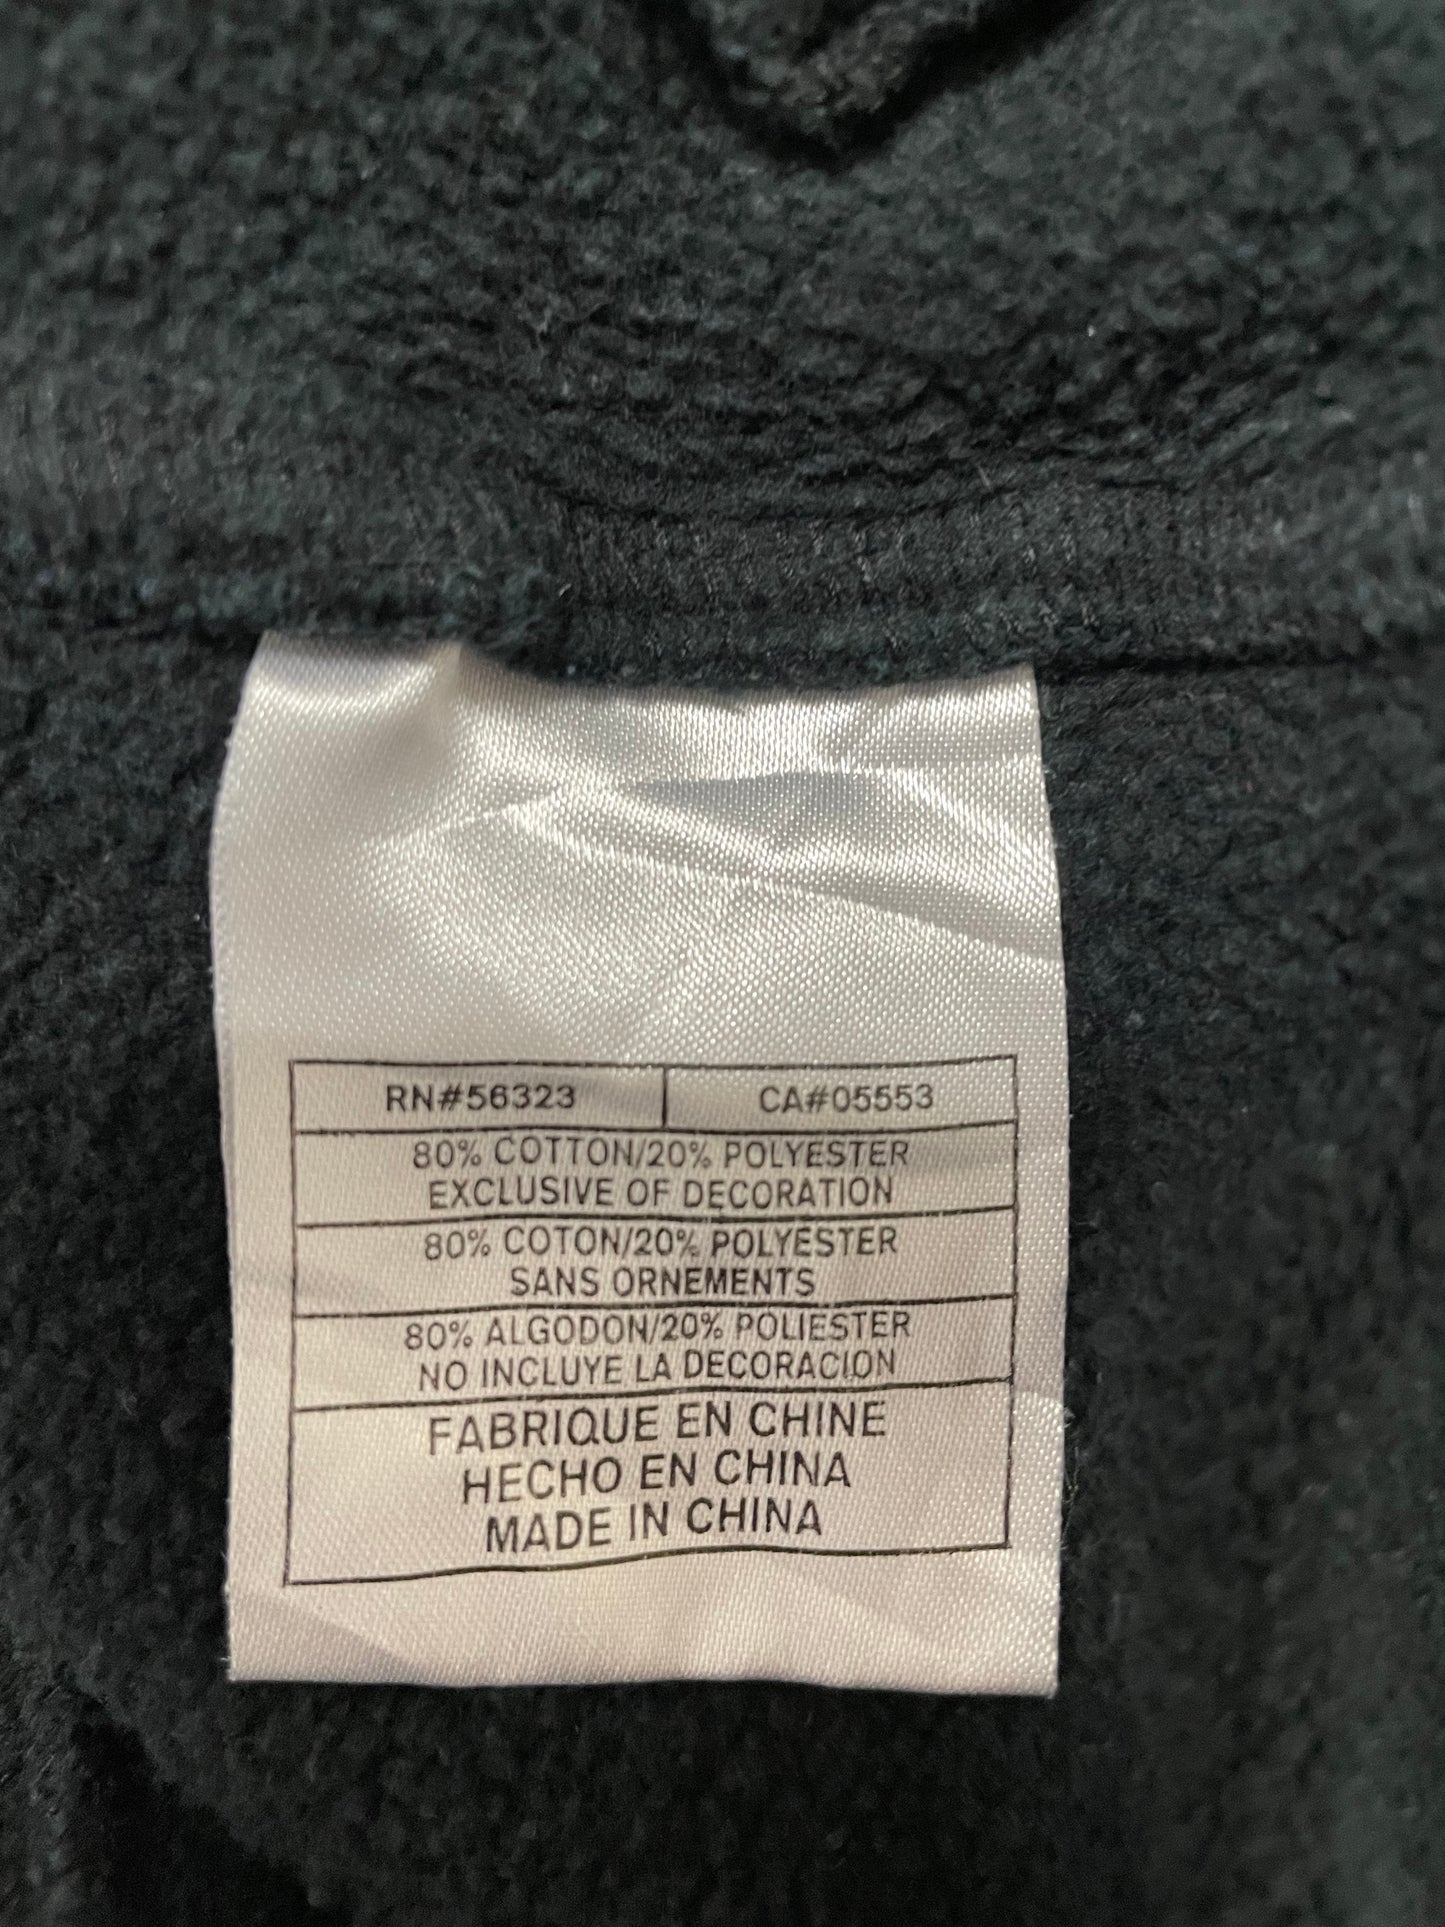 RN#56323 CA#05553
80% COTTON/20% POLYESTER
EXCLUSIVE OF DECORATION
80% COTON/20% POLYESTER
SANS ORNEMENTS
80% ALGODON/20% POLIESTER
NO INCLUYE LA DECORACION
FABRIQUE EN CHINE
HECHO EN CHINA
MADE IN CHINA